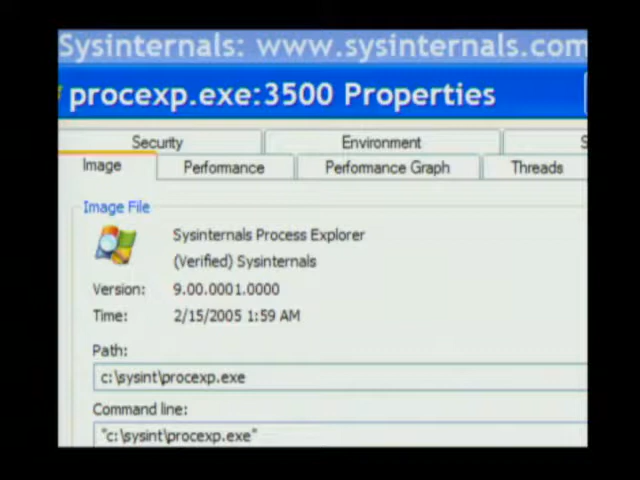 Sysinternals: www.sysinternals.com
procexp.exe:3500 Properties
Security Environment S
Image Performance Performance Graph Threads
Image File
Sysinternals Process Explorer
(Verified) Sysinternals
Version: 9.00.0001.0000
Time: 2/15/2005 1:59 AM
Path:
c:\sysint\procexp.exe
Command line:
"c:\sysint\procexp.exe"